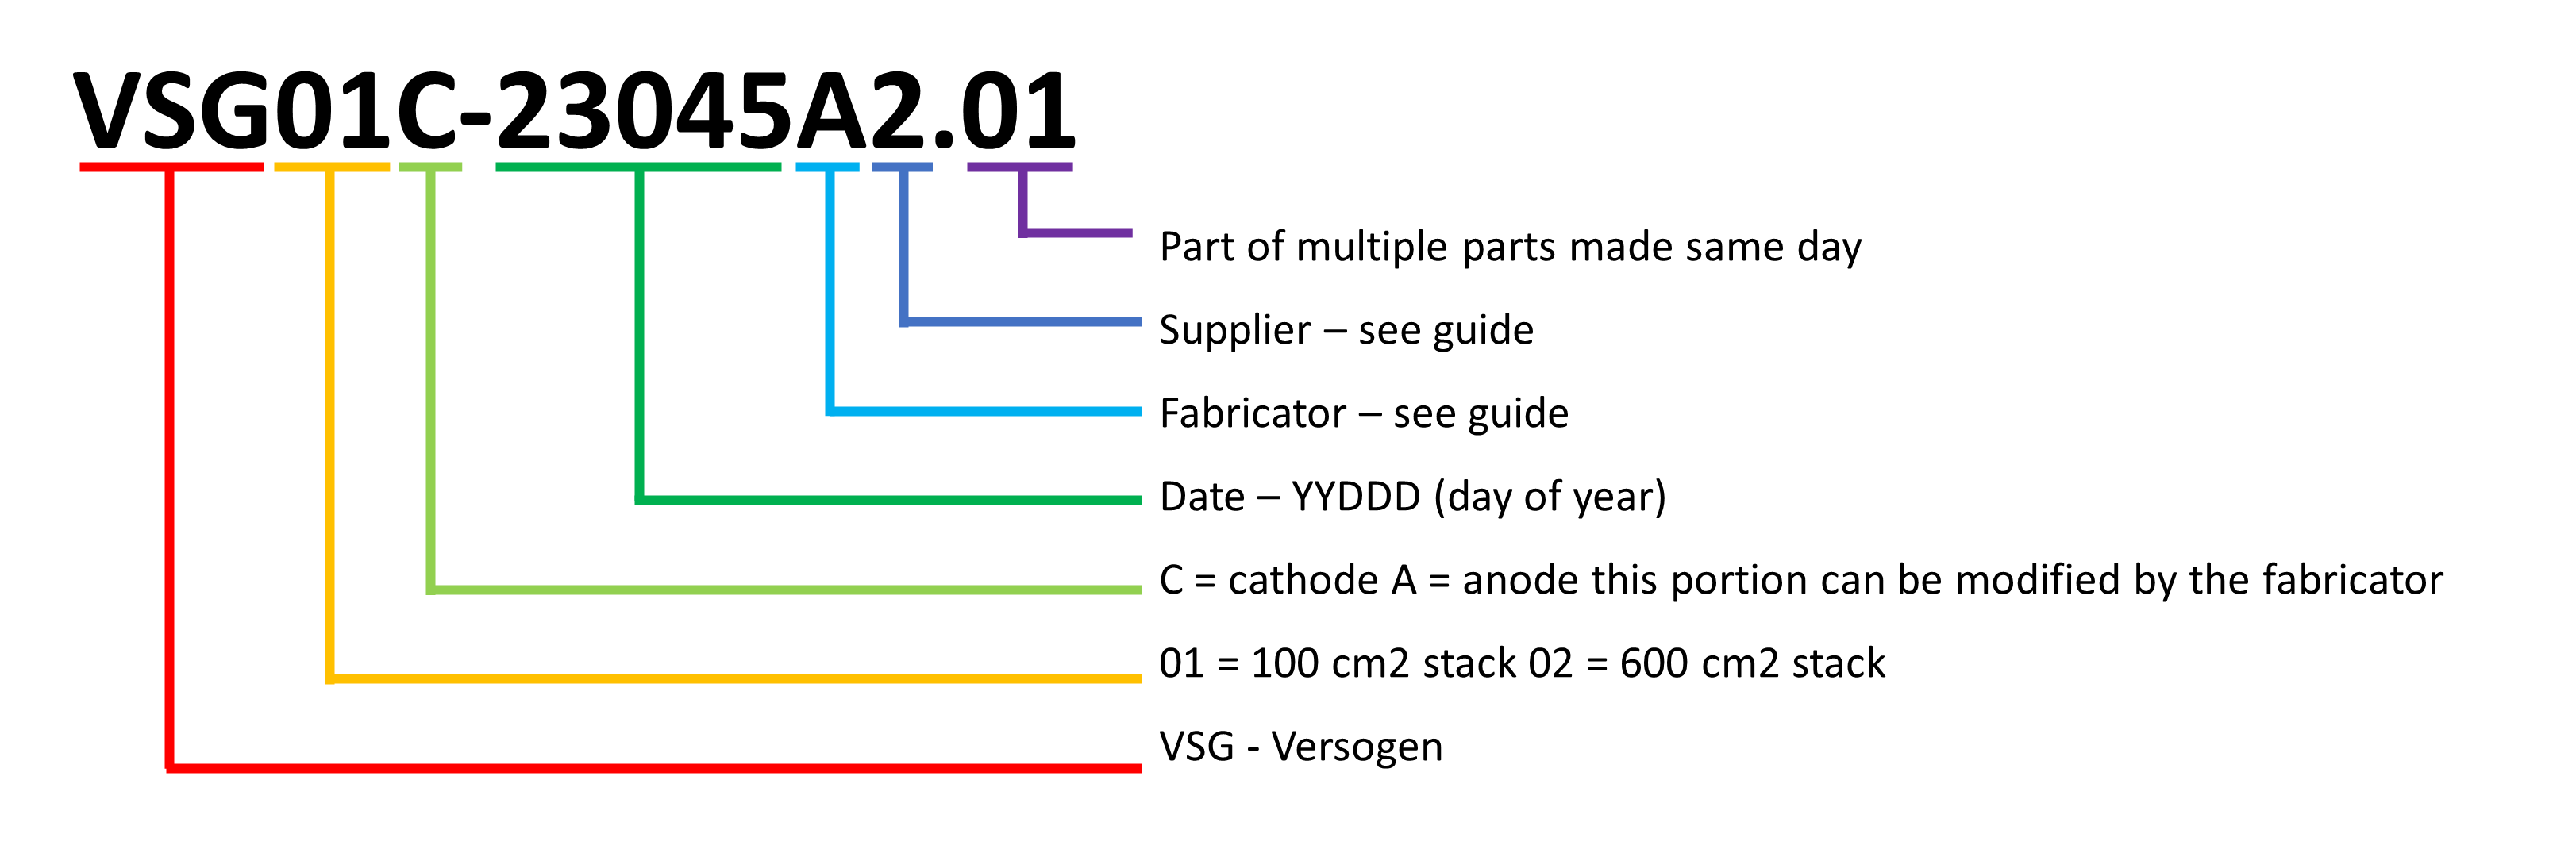 VSG01C-23045A2.01
Part of multiple parts made same day
Supplier – see guide
Fabricator – see guide
Date – YYDDD (day of year)
C = cathode A = anode this portion can be modified by the fabricator
01 = 100 cm2 stack 02 = 600 cm2 stack
VSG - Versogen